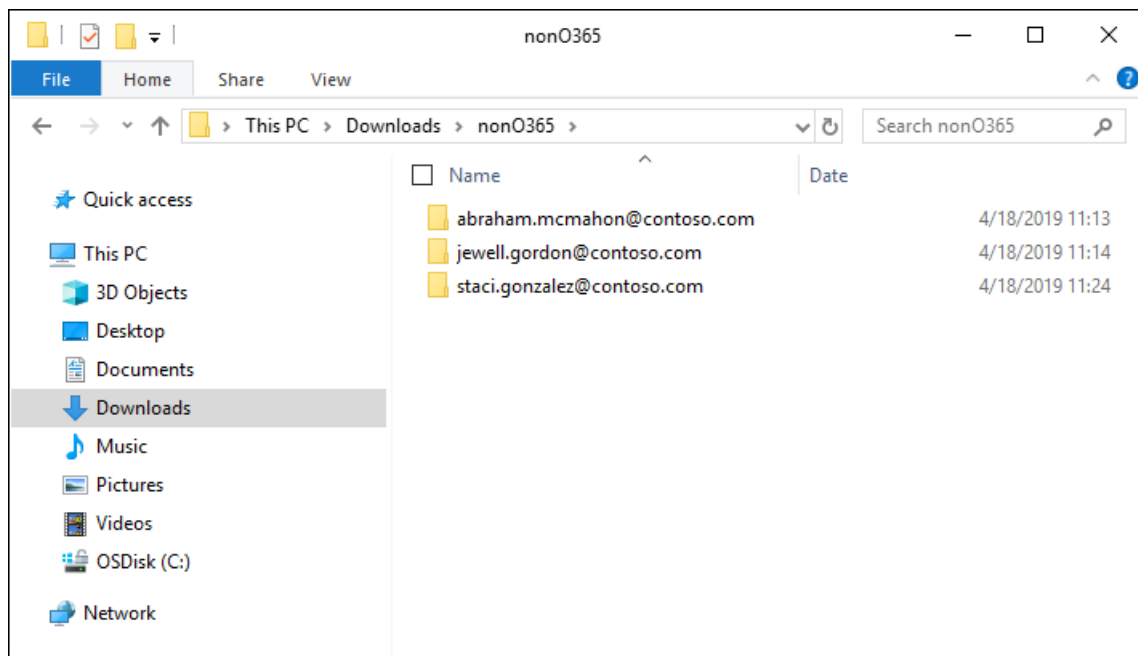 nonO365
File Home Share View
This PC > Downloads > nonO365 > Search nonO365
Name Date
Quick access
abraham.mcmahon@contoso.com 4/18/2019 11:13
This PC jewell.gordon@contoso.com 4/18/2019 11:14
3D Objects staci.gonzalez@contoso.com 4/18/2019 11:24
Desktop
Documents
Downloads
Music
Pictures
Videos
OSDisk (C:)
Network